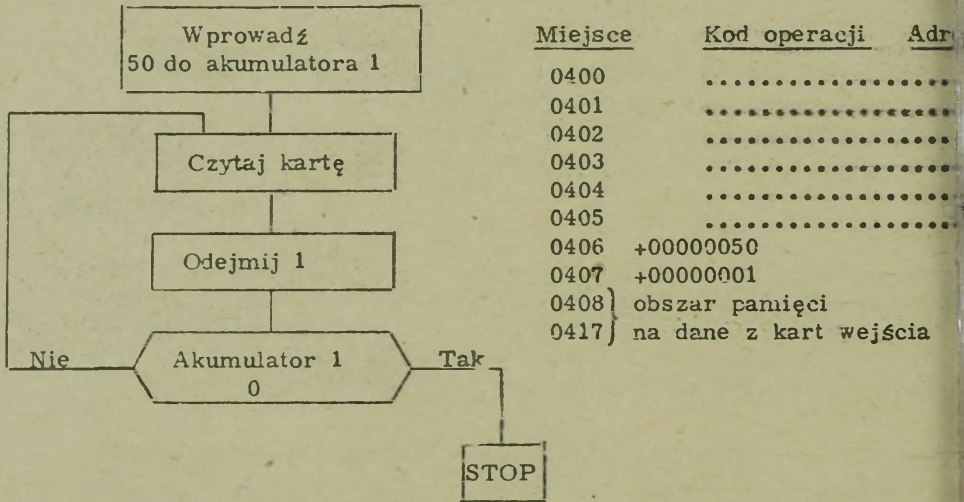 Wprowadź
50 do akumulatora 1
Czytaj kartę
Odejmij 1
Akumulator 1
0
Nie
Tak
STOP
Miejsce Kod operacji
0400 ....................
0401 ....................
0402 ....................
0403 ....................
0404 ....................
0405 ....................
0406 +00000050
0407 +00000001
0408} obszar pamięci
0417} na dane z kart wejścia